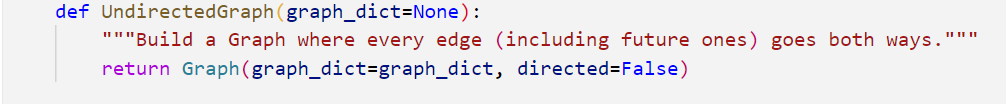 def UndirectedGraph(graph_dict=None):
"""Build a Graph where every edge (including future ones) goes both ways."""
return Graph(graph_dict=graph_dict, directed=False)